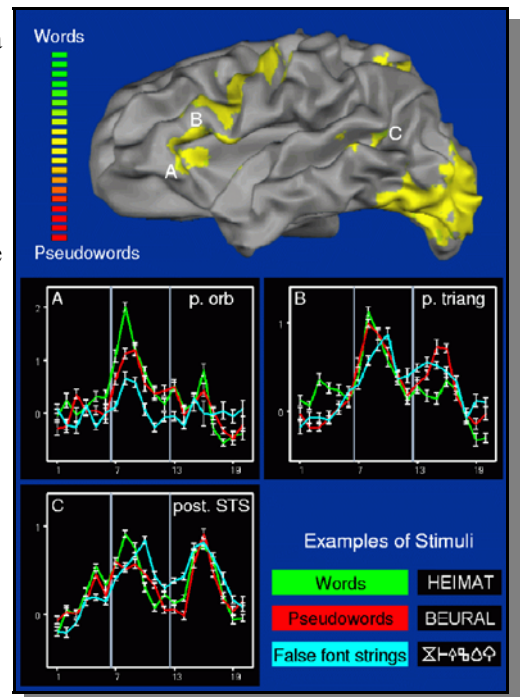 Words
Pseudowords
B
A
C
A
p. orb
2
1
0
1
7
13
19
B
p. triang
1
0
1
7
13
19
C
post. STS
1
0
1
7
13
19
Examples of Stimuli
Words HEIMAT
Pseudowords BEURAL
False font strings